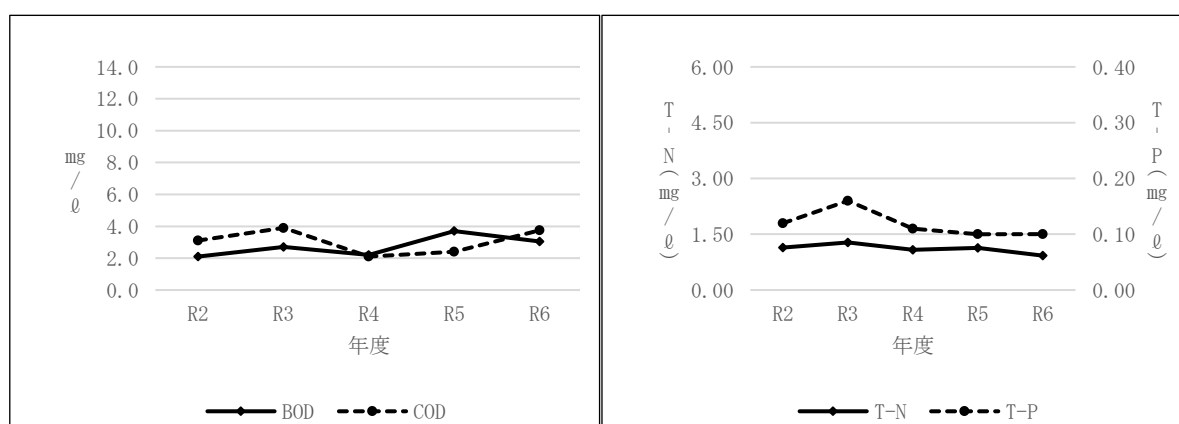 14.0
12.0
10.0
8.0
6.0
4.0
2.0
0.0
mg/ℓ
R2 R3 R4 R5 R6
年度
BOD COD
6.00
4.50
3.00
1.50
0.00
T-N(mg/ℓ)
0.40
0.30
0.20
0.10
0.00
T-P(mg/ℓ)
R2 R3 R4 R5 R6
年度
T-N T-P